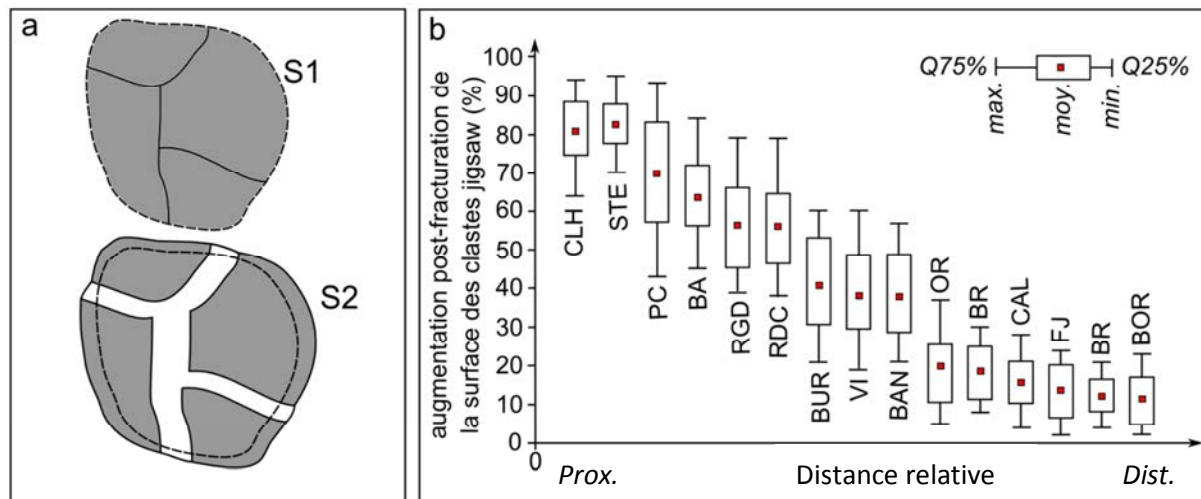 a
S1
S2
b
augmentation post-fracturation de
la surface des clastes jigsaw (%)
100
90
80
70
60
50
40
30
20
10
0
0
Q75%
Q25%
max.
moy.
min.
CLH
STE
PC
BA
RGD
RDC
BUR
VI
BAN
OR
BR
CAL
FJ
BR
BOR
Prox.
Distance relative
Dist.